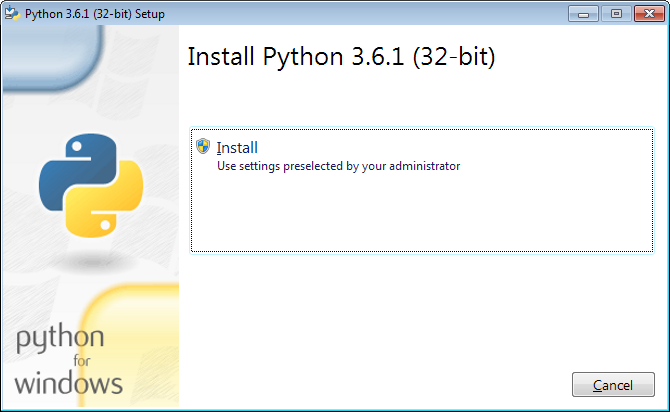 Python 3.6.1 (32-bit) Setup
Install Python 3.6.1 (32-bit)
Install
Use settings preselected by your administrator
python
for
windows
Cancel